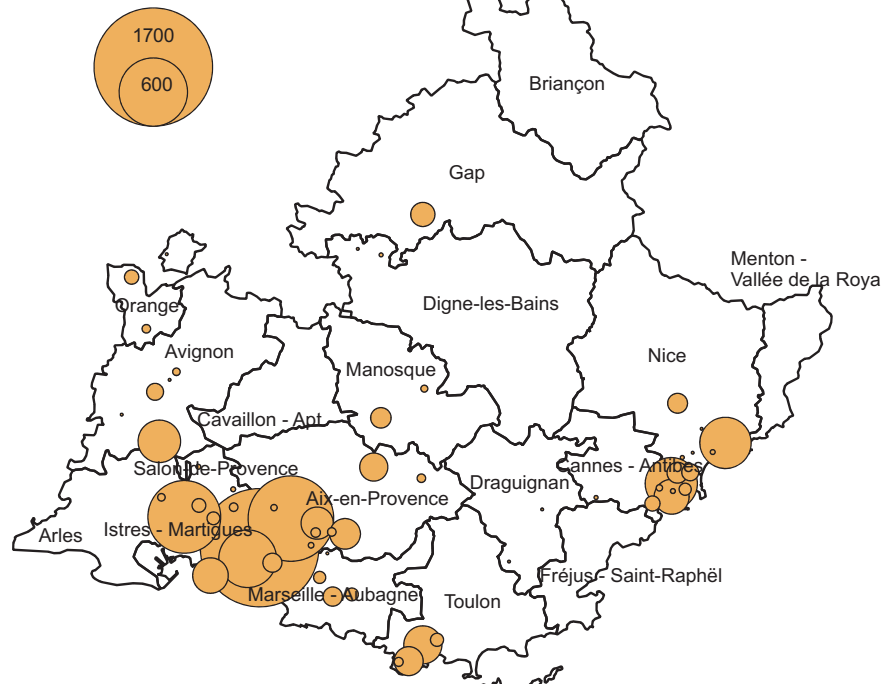 1700
600
Briançon
Gap
Menton -
Vallée de la Roya
Digne-les-Bains
Orange
Avignon
Nice
Manosque
Cavaillon - Apt
Salon-de-Provence
Cannes - Antibes
Draguignan
Aix-en-Provence
Istres - Martigues
Arles
Fréjus - Saint-Raphël
Marseille - Aubagne
Toulon